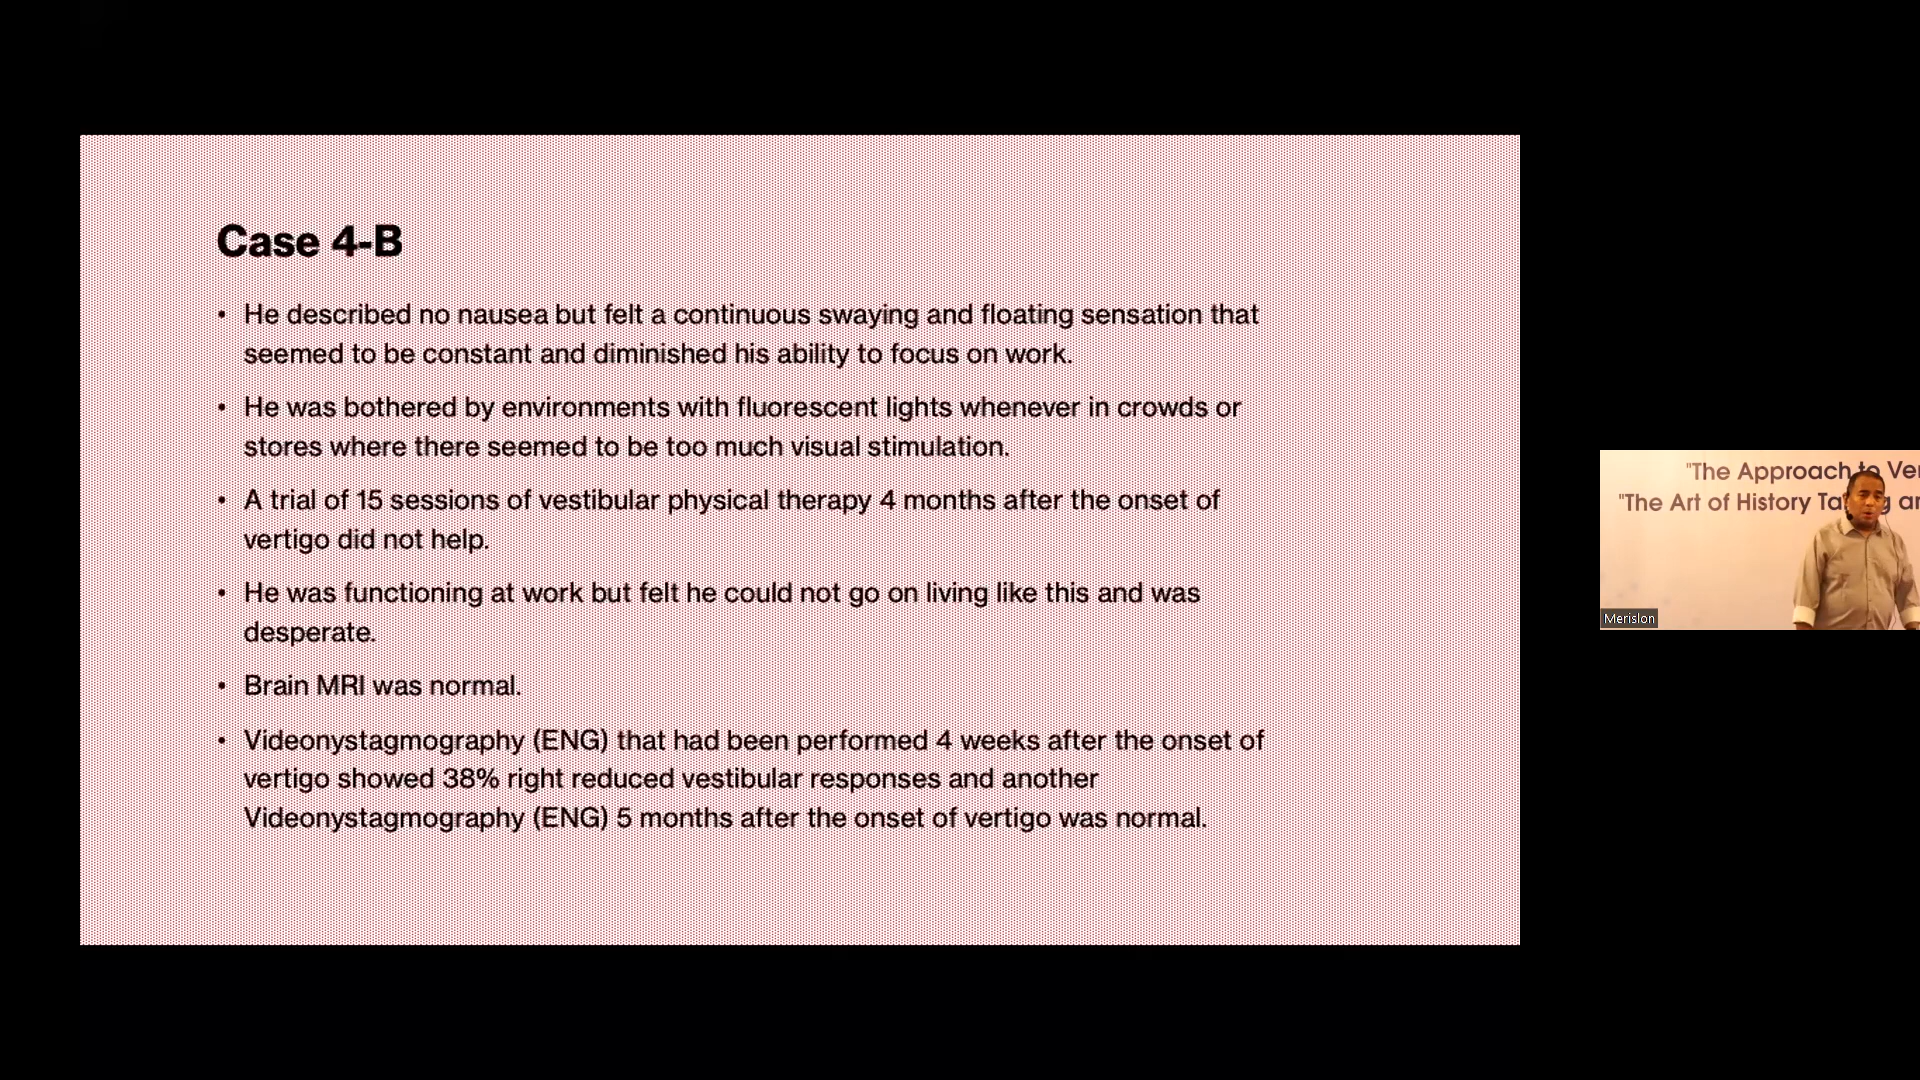 Case 4-B
• He described no nausea but felt a continuous swaying and floating sensation that
seemed to be constant and diminished his ability to focus on work.
• He was bothered by environments with fluorescent lights whenever in crowds or
stores where there seemed to be too much visual stimulation.
• A trial of 15 sessions of vestibular physical therapy 4 months after the onset of
vertigo did not help.
• He was functioning at work but felt he could not go on living like this and was
desperate.
• Brain MRI was normal.
• Videonystagmography (ENG) that had been performed 4 weeks after the onset of
vertigo showed 38% right reduced vestibular responses and another
Videonystagmography (ENG) 5 months after the onset of vertigo was normal.
"The Approach to
"The Art of History
Merislon